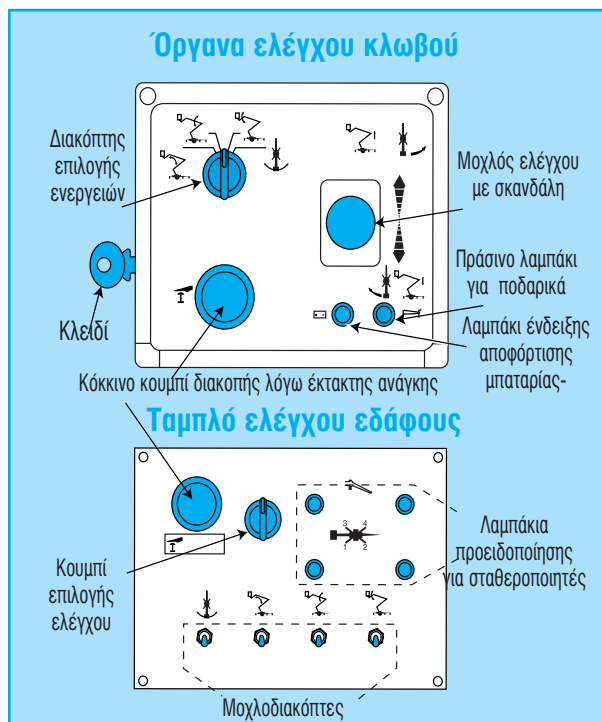 Όργανα ελέγχου κλωβού
Διακόπτης
επιλογής
ενεργειών
Μοχλός ελέγχου
με σκανδάλη
Πράσινο λαμπάκι
για ποδαρικά
Κλειδί
Λαμπάκι ένδειξης
αποφόρτισης
μπαταρίας-
Κόκκινο κουμπί διακοπής λόγω έκτακτης ανάγκης
Ταμπλό ελέγχου εδάφους
3 4
1 2
Λαμπάκια
προειδοποίησης
για σταθεροποιητές
Κουμπί
επιλογής
ελέγχου
Μοχλοδιακόπτες